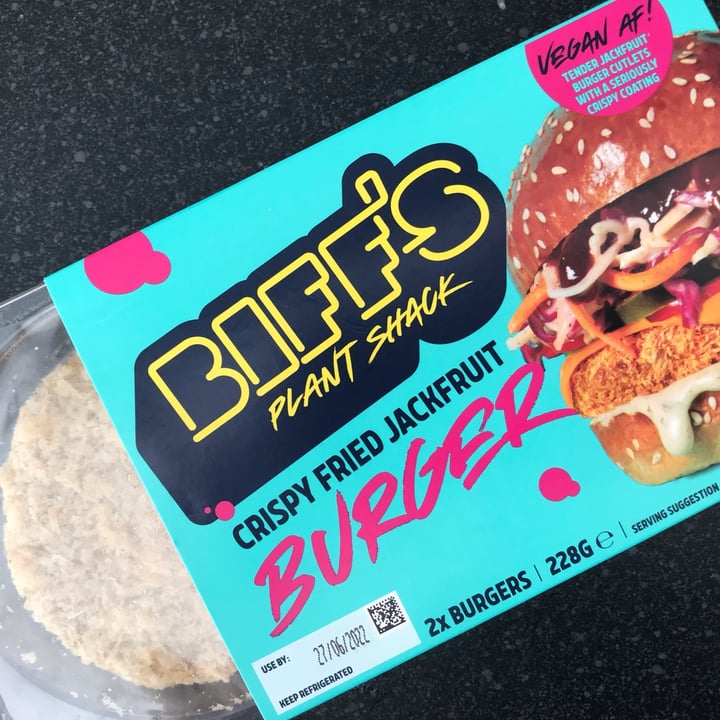 VEGAN AF!
TENDER JACKFRUIT
BURGER CUTLETS
WITH A SERIOUSLY
CRISPY COATING
BIFF'S
PLANT SHACK
CRISPY FRIED JACKFRUIT
BURGER
2x BURGERS | 228G ℮ | SERVING SUGGESTION
USE BY: 27/06/2022
KEEP REFRIGERATED